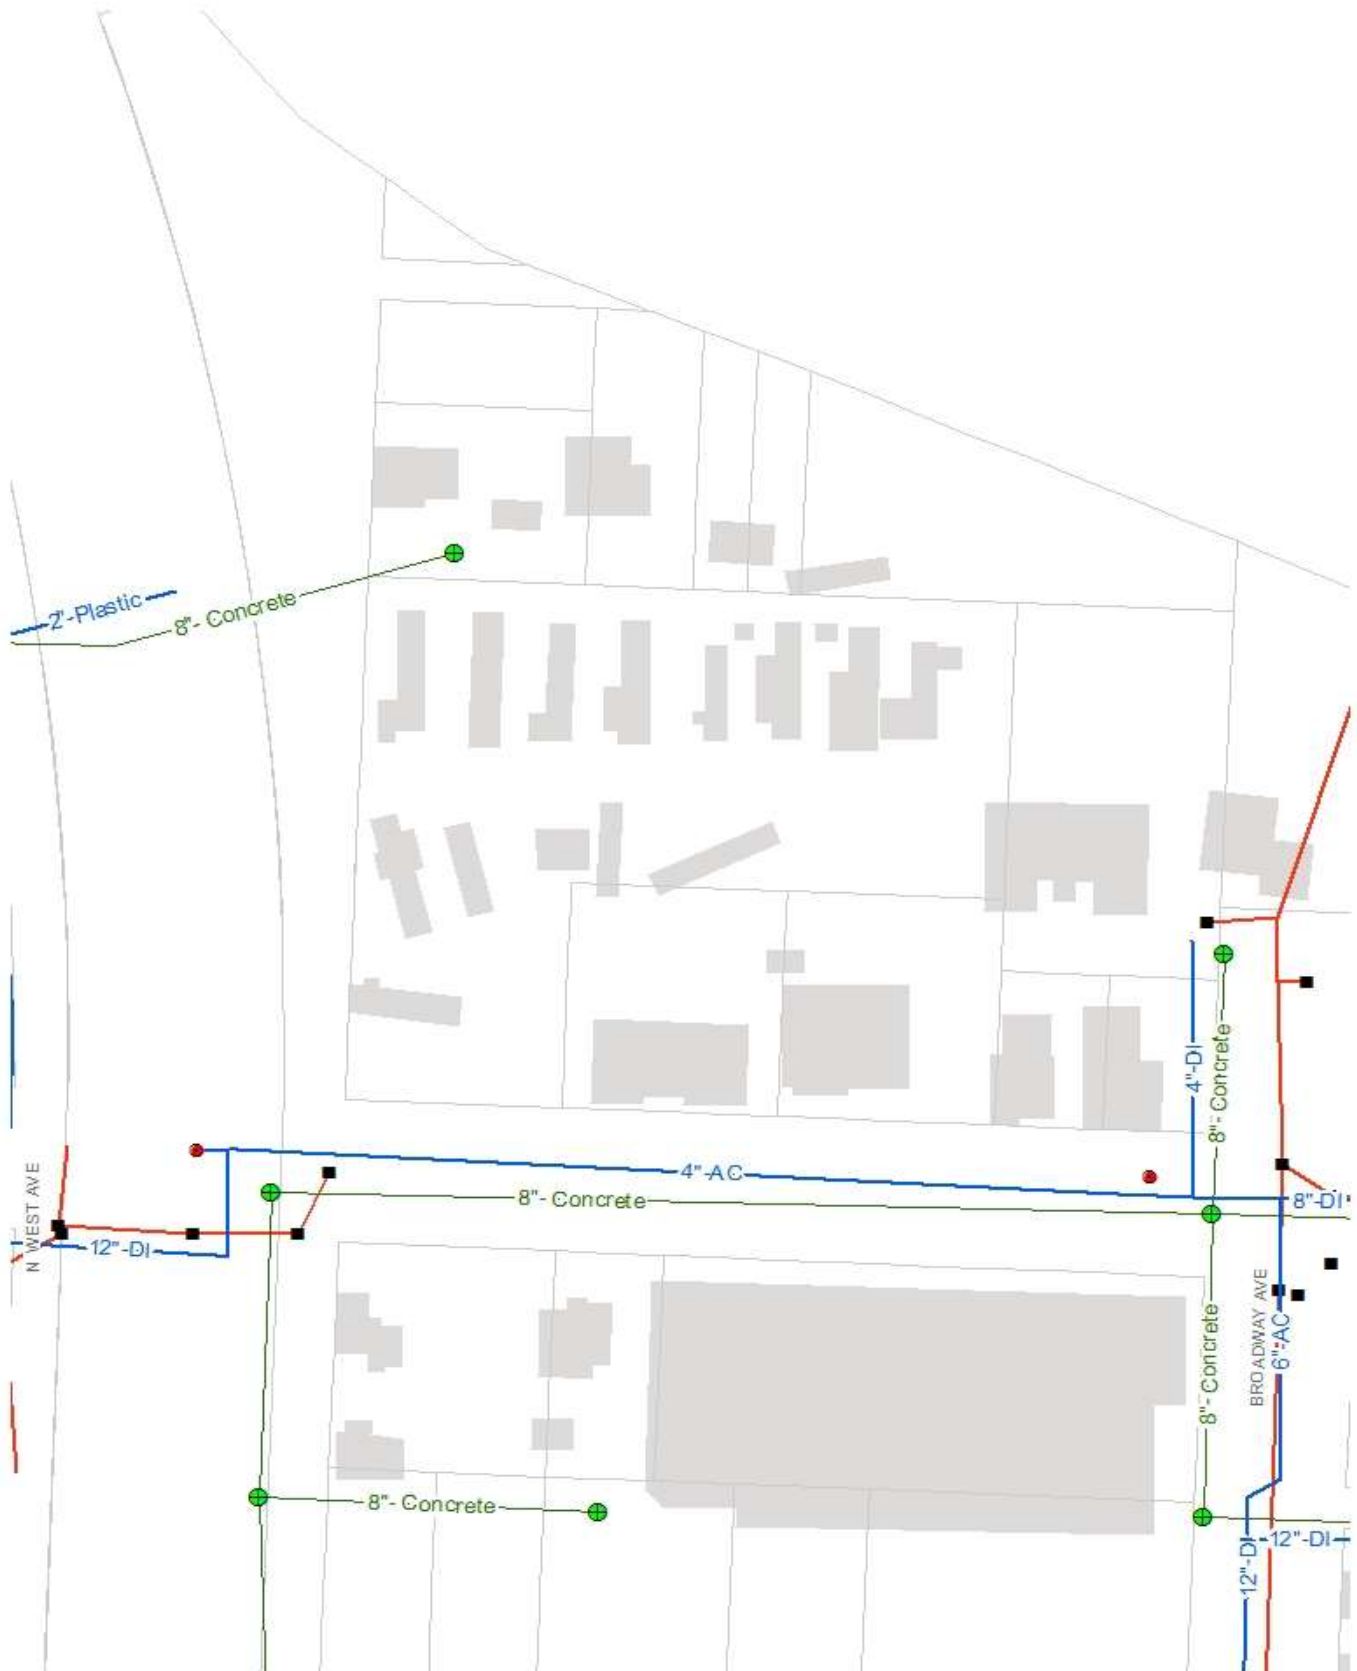 2"-Plastic
8"- Concrete
4"-DI
8"- Concrete
4"-AC
8"- Concrete
8"-DI
N WEST AVE
12"-DI
BROADWAY AVE
6"-AC
8"- Concrete
8"- Concrete
12"-DI
12"-DI